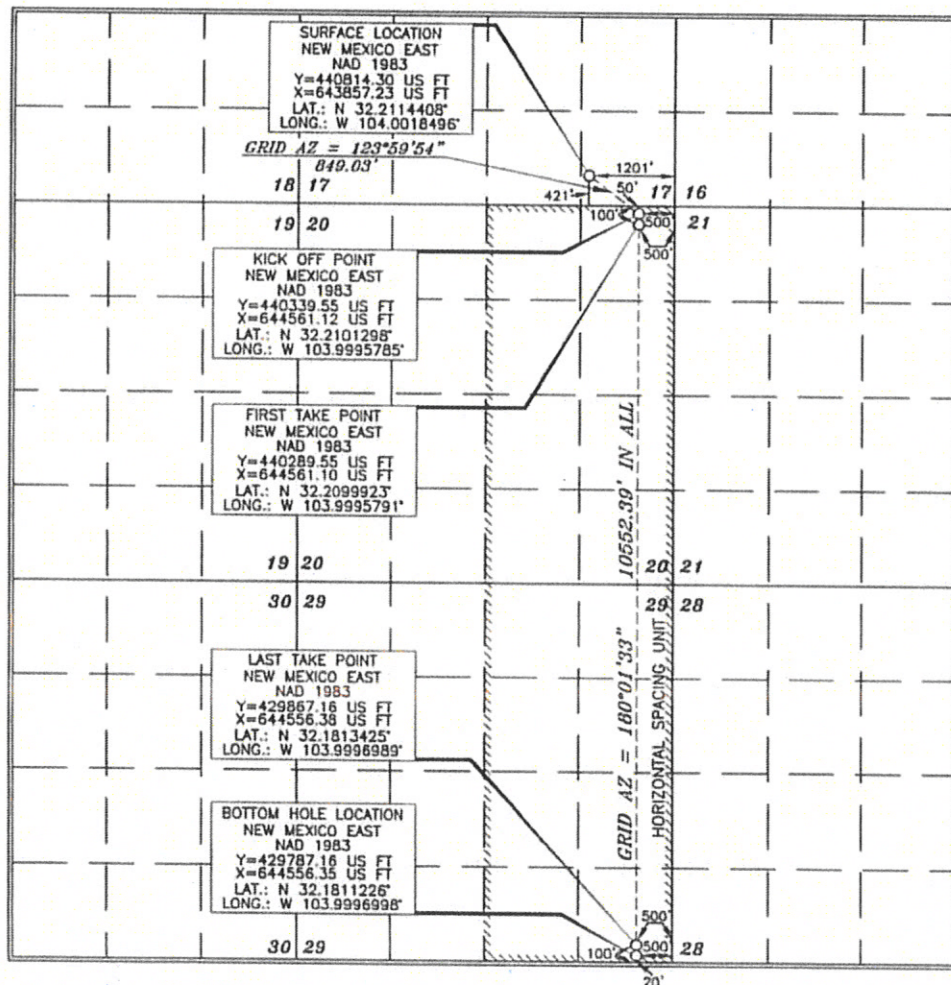 SURFACE LOCATION
NEW MEXICO EAST
NAD 1983
Y=440814.30 US FT
X=643857.23 US FT
LAT.: N 32.2114408°
LONG.: W 104.0018496°
GRID AZ = 123°59'54"
849.03'
1201'
50'
421'
18 17
17 16
19 20
100'
500'
21
500'
KICK OFF POINT
NEW MEXICO EAST
NAD 1983
Y=440339.55 US FT
X=644561.12 US FT
LAT.: N 32.2101298°
LONG.: W 103.9995785°
FIRST TAKE POINT
NEW MEXICO EAST
NAD 1983
Y=440289.55 US FT
X=644561.10 US FT
LAT.: N 32.2099923°
LONG.: W 103.9995791°
GRID AZ = 180°01'33" 10552.39' IN ALL
19 20
20 21
30 29
29 28
HORIZONTAL SPACING UNIT
LAST TAKE POINT
NEW MEXICO EAST
NAD 1983
Y=429867.16 US FT
X=644556.38 US FT
LAT.: N 32.1813425°
LONG.: W 103.9996989°
BOTTOM HOLE LOCATION
NEW MEXICO EAST
NAD 1983
Y=429787.16 US FT
X=644556.35 US FT
LAT.: N 32.1811226°
LONG.: W 103.9996998°
500'
30 29
100'
500'
28
20'